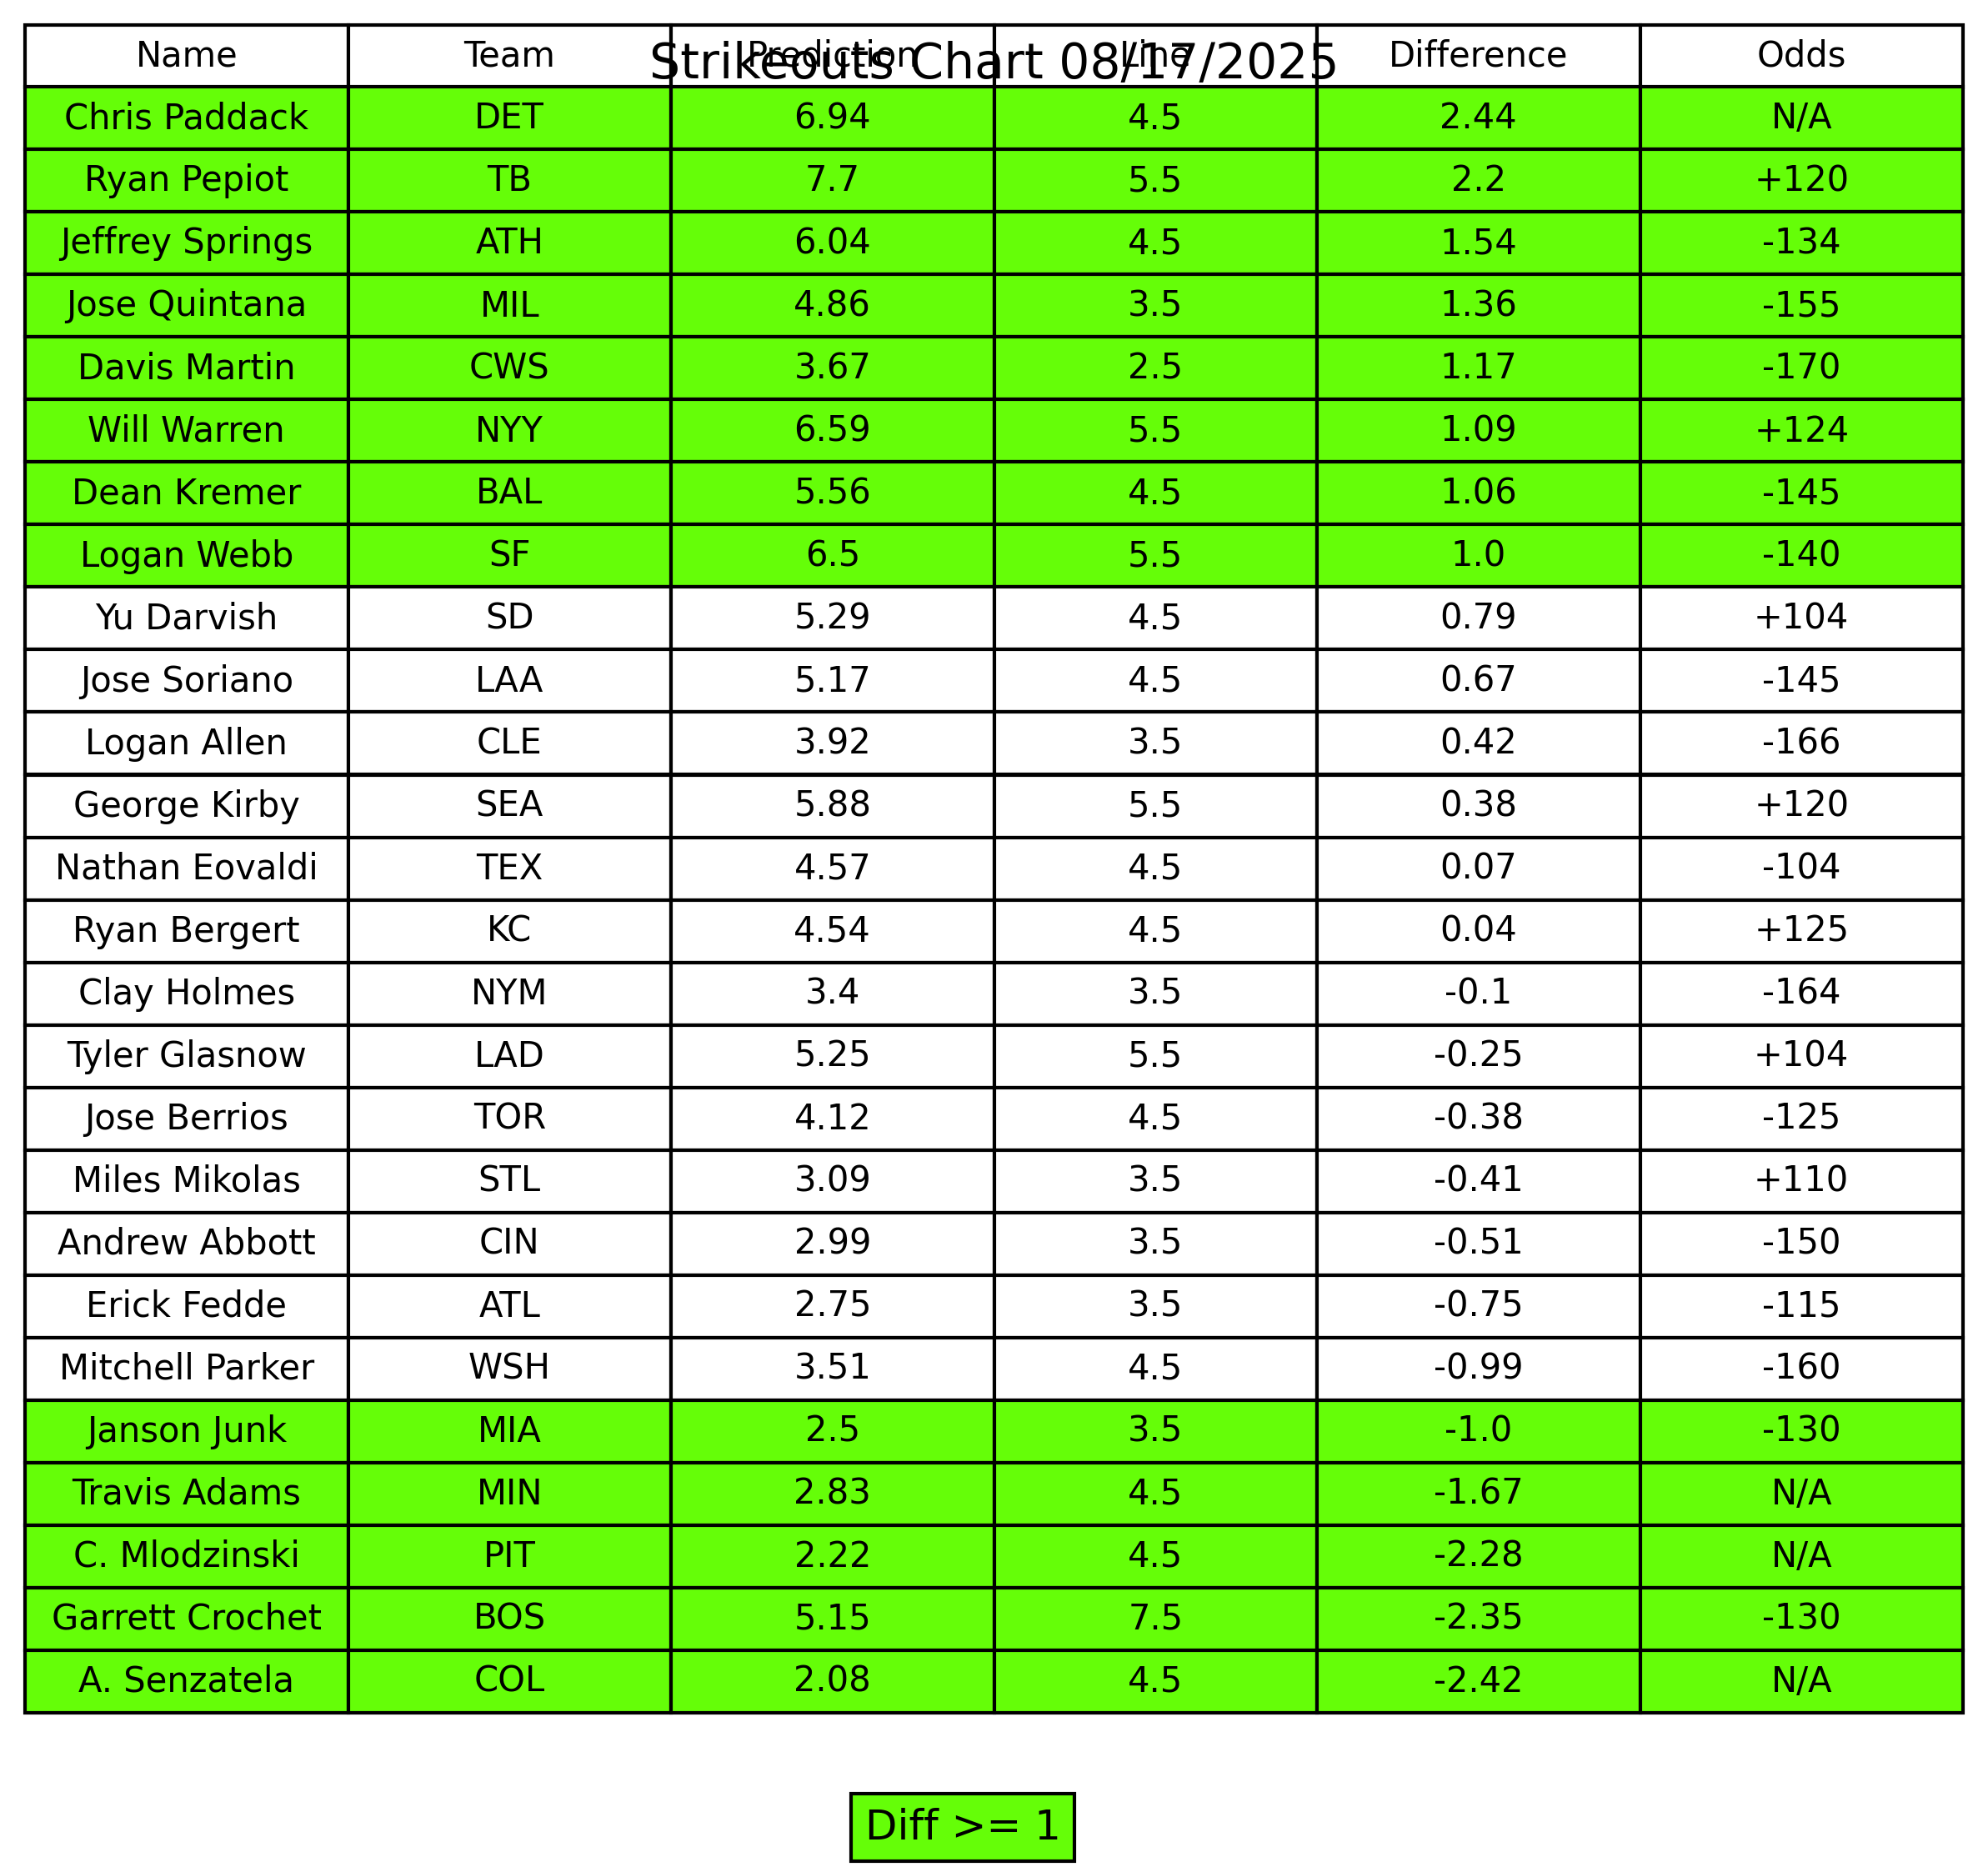 Strikeouts Chart 08/17/2025
Name Team Prediction Line Difference Odds
Chris Paddack DET 6.94 4.5 2.44 N/A
Ryan Pepiot TB 7.7 5.5 2.2 +120
Jeffrey Springs ATH 6.04 4.5 1.54 -134
Jose Quintana MIL 4.86 3.5 1.36 -155
Davis Martin CWS 3.67 2.5 1.17 -170
Will Warren NYY 6.59 5.5 1.09 +124
Dean Kremer BAL 5.56 4.5 1.06 -145
Logan Webb SF 6.5 5.5 1.0 -140
Yu Darvish SD 5.29 4.5 0.79 +104
Jose Soriano LAA 5.17 4.5 0.67 -145
Logan Allen CLE 3.92 3.5 0.42 -166
George Kirby SEA 5.88 5.5 0.38 +120
Nathan Eovaldi TEX 4.57 4.5 0.07 -104
Ryan Bergert KC 4.54 4.5 0.04 +125
Clay Holmes NYM 3.4 3.5 -0.1 -164
Tyler Glasnow LAD 5.25 5.5 -0.25 +104
Jose Berrios TOR 4.12 4.5 -0.38 -125
Miles Mikolas STL 3.09 3.5 -0.41 +110
Andrew Abbott CIN 2.99 3.5 -0.51 -150
Erick Fedde ATL 2.75 3.5 -0.75 -115
Mitchell Parker WSH 3.51 4.5 -0.99 -160
Janson Junk MIA 2.5 3.5 -1.0 -130
Travis Adams MIN 2.83 4.5 -1.67 N/A
C. Mlodzinski PIT 2.22 4.5 -2.28 N/A
Garrett Crochet BOS 5.15 7.5 -2.35 -130
A. Senzatela COL 2.08 4.5 -2.42 N/A
Diff >= 1